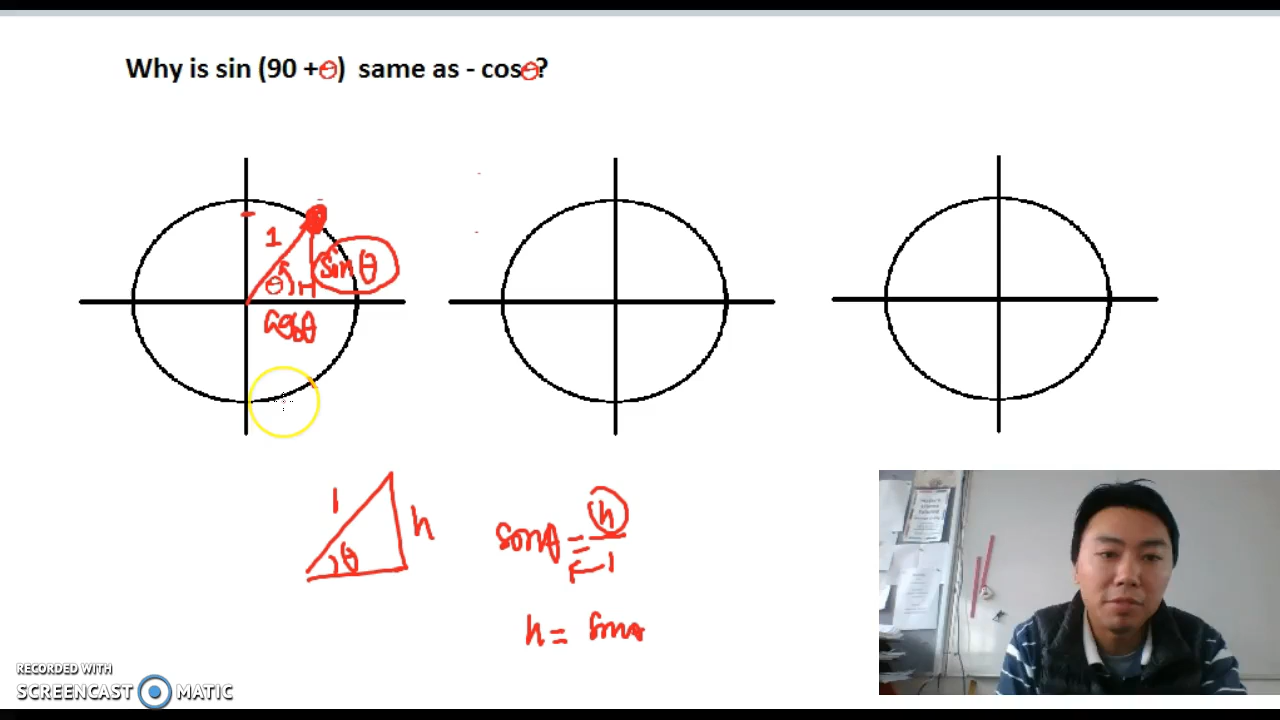 Why is sin (90 +θ) same as - cosθ?
1
sin θ
θ
cosθ
1
h
θ
sinθ = h
1
h = sinθ
RECORDED WITH
SCREENCAST MATIC